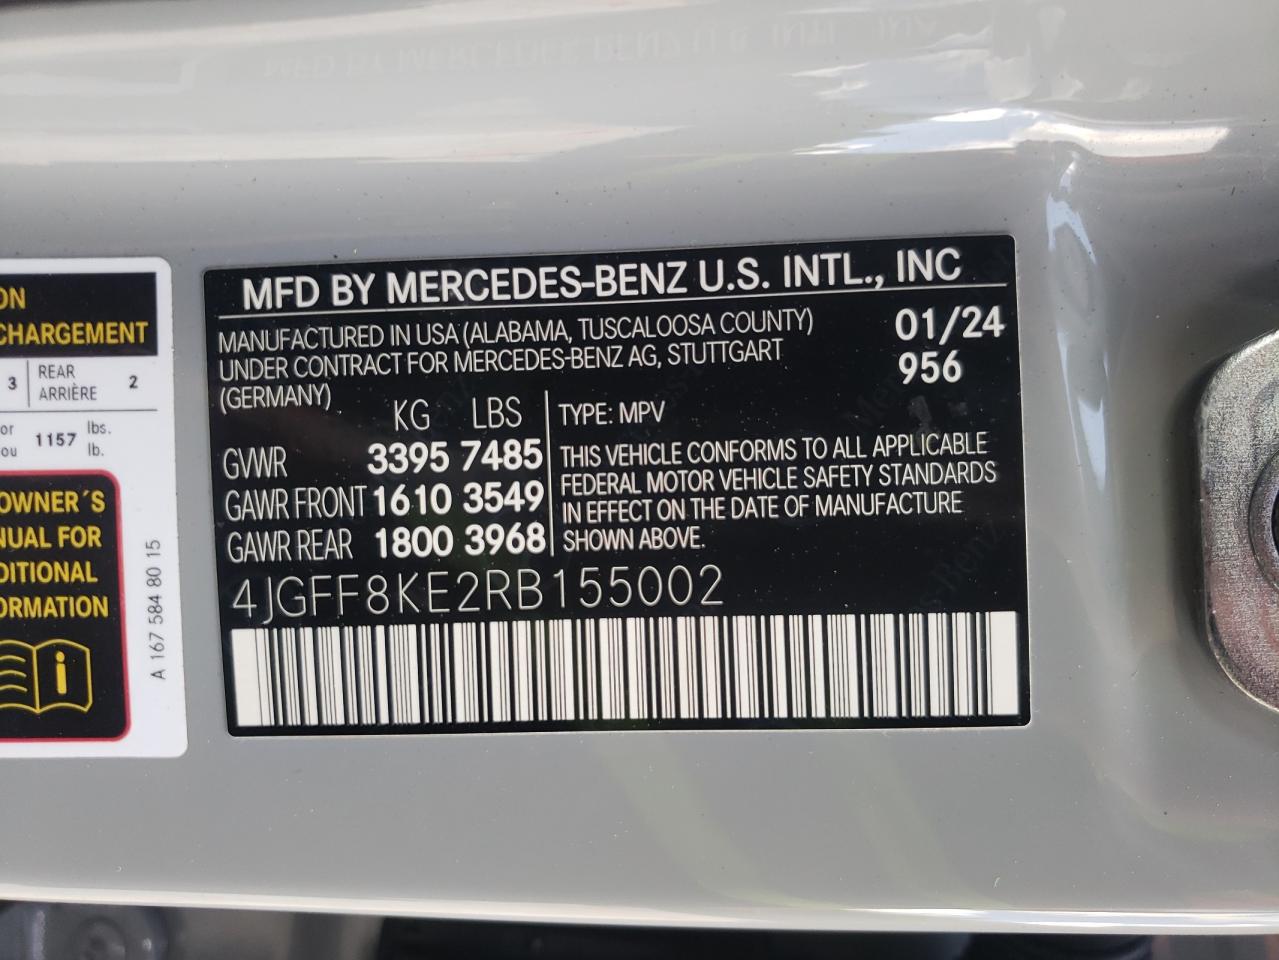 ON
CHARGEMENT
3 REAR ARRIÈRE 2
or
ou 1157 lbs. lb.
OWNER´S
NUAL FOR
DITIONAL
FORMATION
i
A 167 584 80 15
MFD BY MERCEDES-BENZ U.S. INTL., INC
MANUFACTURED IN USA (ALABAMA, TUSCALOOSA COUNTY) 01/24
UNDER CONTRACT FOR MERCEDES-BENZ AG, STUTTGART 956
(GERMANY)
KG LBS
GVWR 3395 7485
GAWR FRONT 1610 3549
GAWR REAR 1800 3968
TYPE: MPV
THIS VEHICLE CONFORMS TO ALL APPLICABLE
FEDERAL MOTOR VEHICLE SAFETY STANDARDS
IN EFFECT ON THE DATE OF MANUFACTURE
SHOWN ABOVE.
4JGFF8KE2RB155002